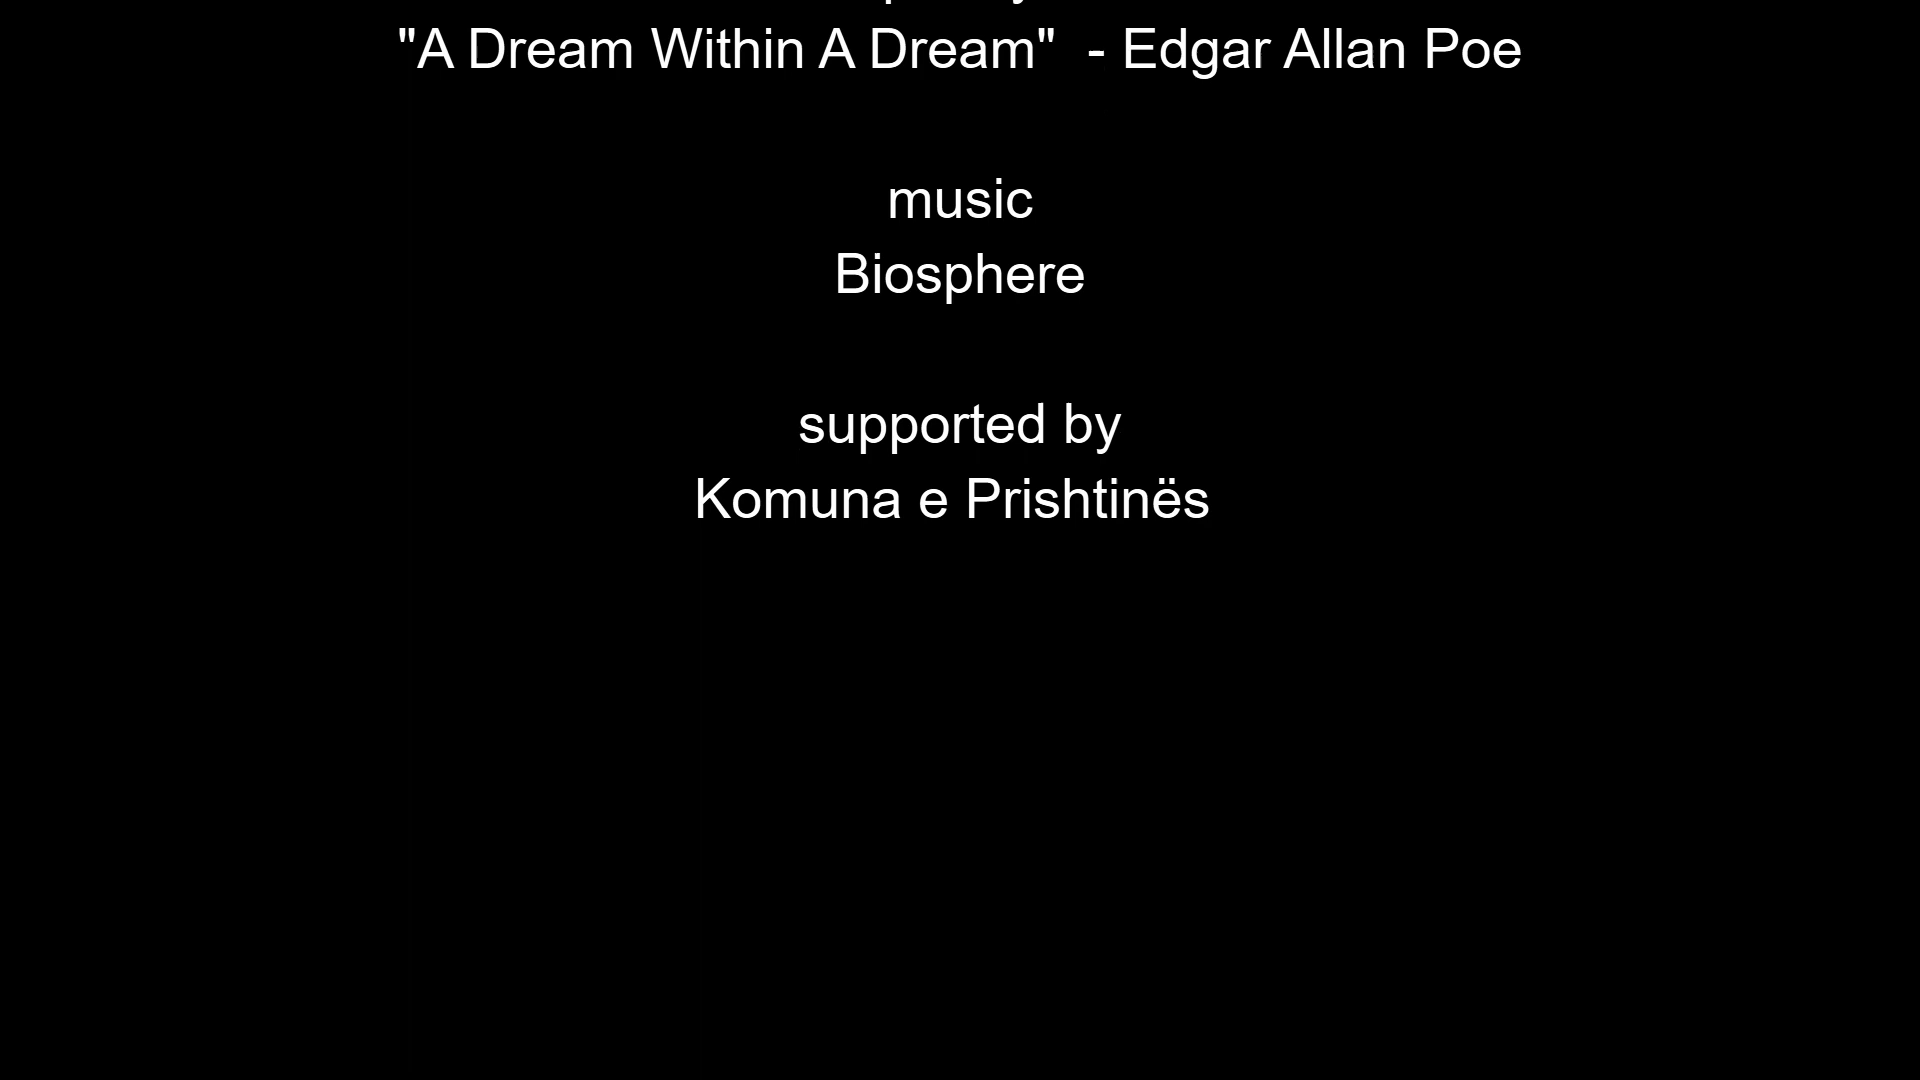 "A Dream Within A Dream"  - Edgar Allan Poe
music
Biosphere
supported by
Komuna e Prishtinës